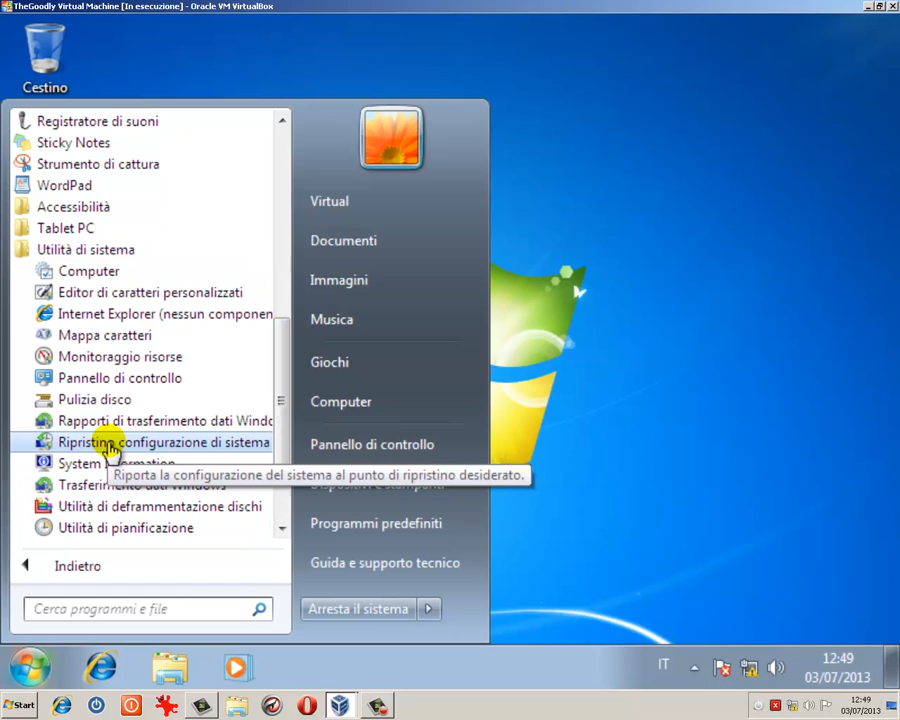 TheGoodly Virtual Machine [In esecuzione] - Oracle VM VirtualBox
Cestino
Registratore di suoni
Sticky Notes
Strumento di cattura
WordPad
Accessibilità
Tablet PC
Utilità di sistema
Computer
Editor di caratteri personalizzati
Internet Explorer (nessun componen
Mappa caratteri
Monitoraggio risorse
Pannello di controllo
Pulizia disco
Rapporti di trasferimento dati Windo
Ripristino configurazione di sistema
System Information
Riporta la configurazione del sistema al punto di ripristino desiderato.
Trasferimento dati Windows
Utilità di deframmentazione dischi
Utilità di pianificazione
Indietro
Cerca programmi e file
Virtual
Documenti
Immagini
Musica
Giochi
Computer
Pannello di controllo
Dispositivi e stampanti
Programmi predefiniti
Guida e supporto tecnico
Arresta il sistema
IT
12:49
03/07/2013
Start
12:49
03/07/2013